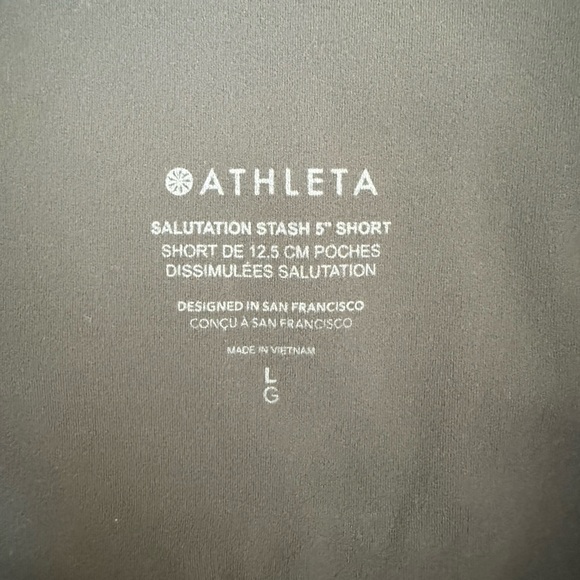 ATHLETA
SALUTATION STASH 5" SHORT
SHORT DE 12.5 CM POCHES
DISSIMULÉES SALUTATION
DESIGNED IN SAN FRANCISCO
CONÇU À SAN FRANCISCO
MADE IN VIETNAM
L
G